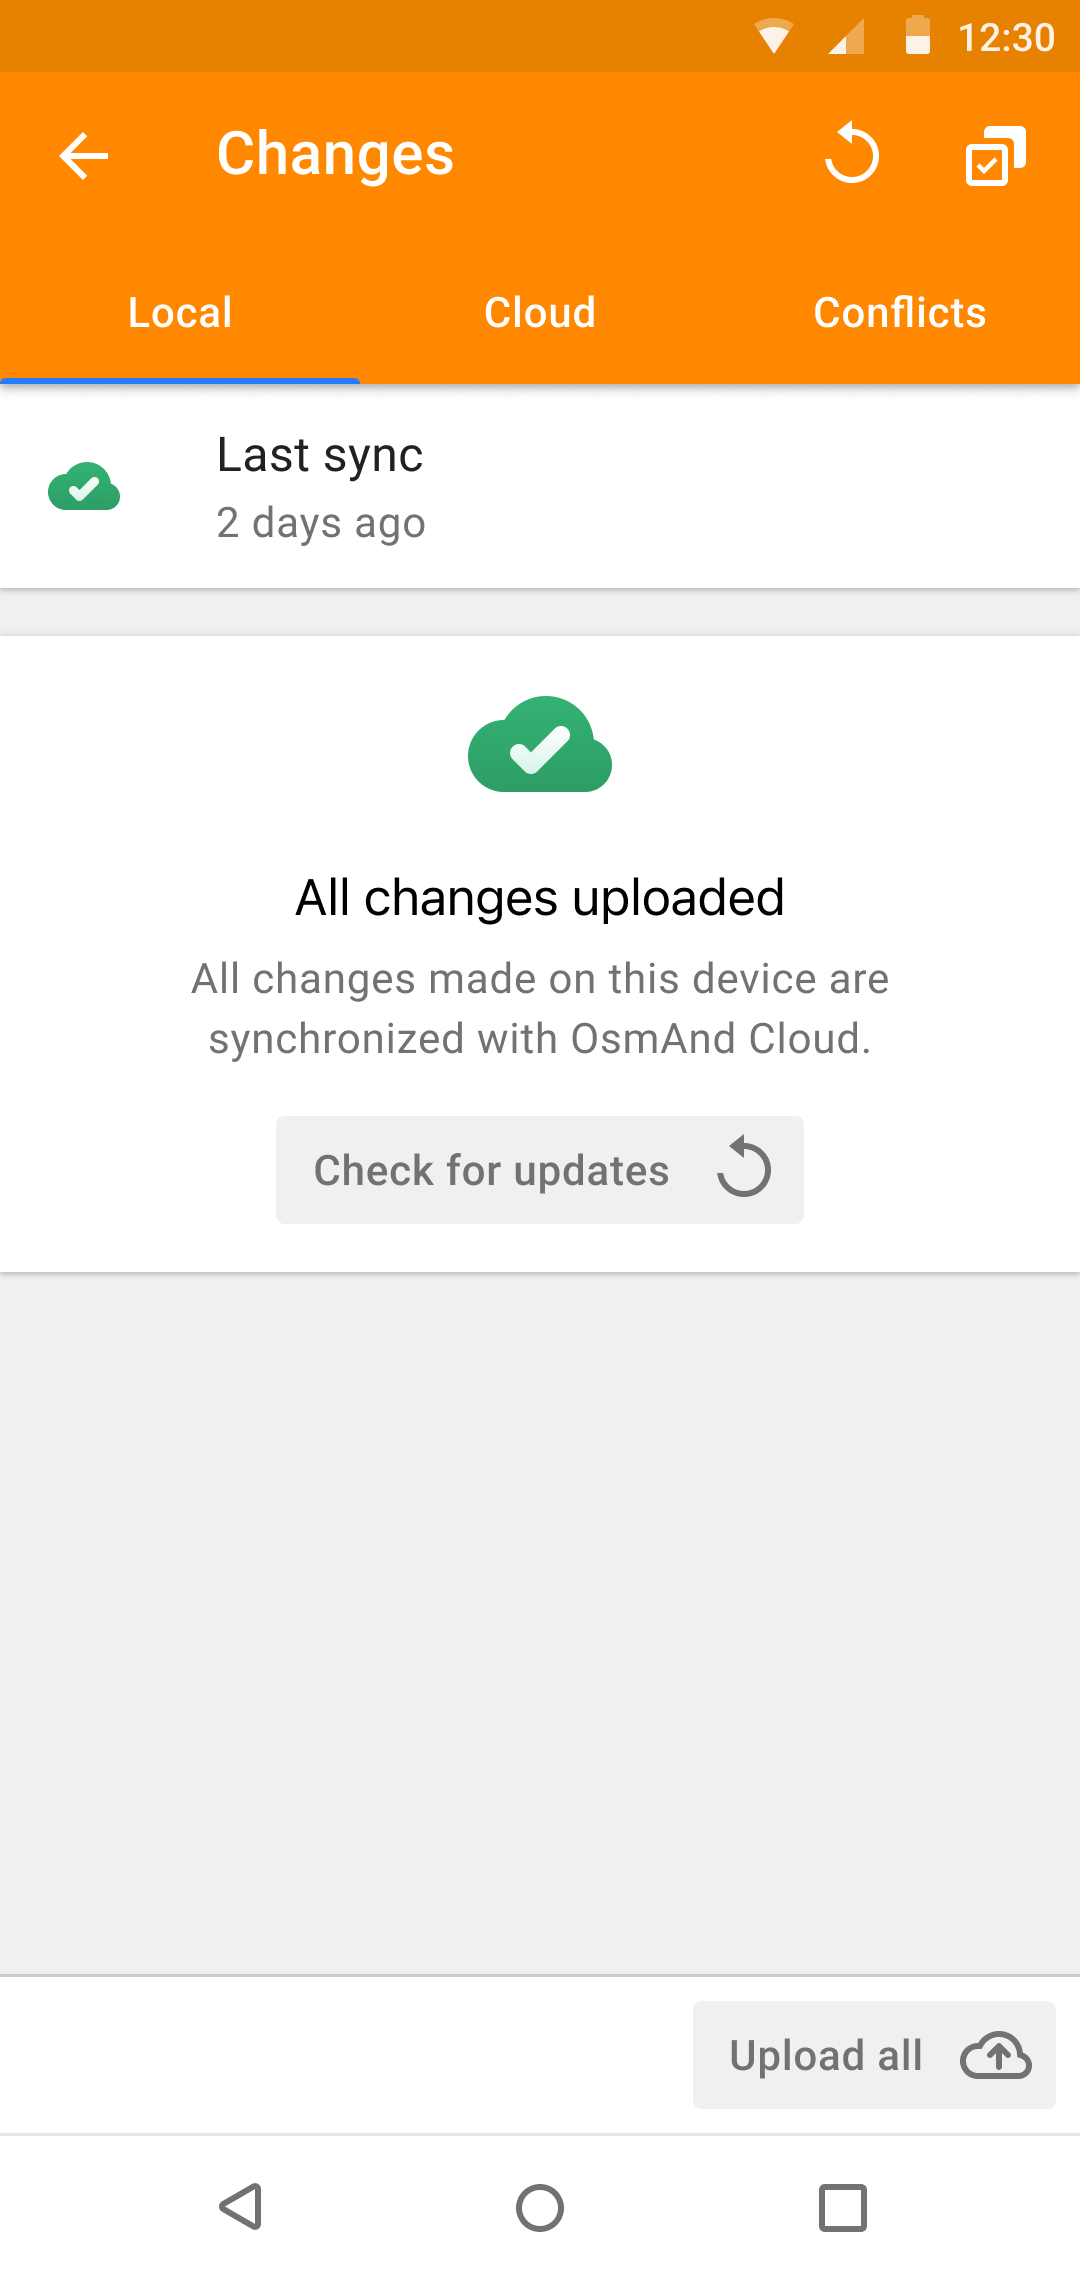 12:30
Changes
Local
Cloud
Conflicts
Last sync
2 days ago
All changes uploaded
All changes made on this device are
synchronized with OsmAnd Cloud.
Check for updates
Upload all